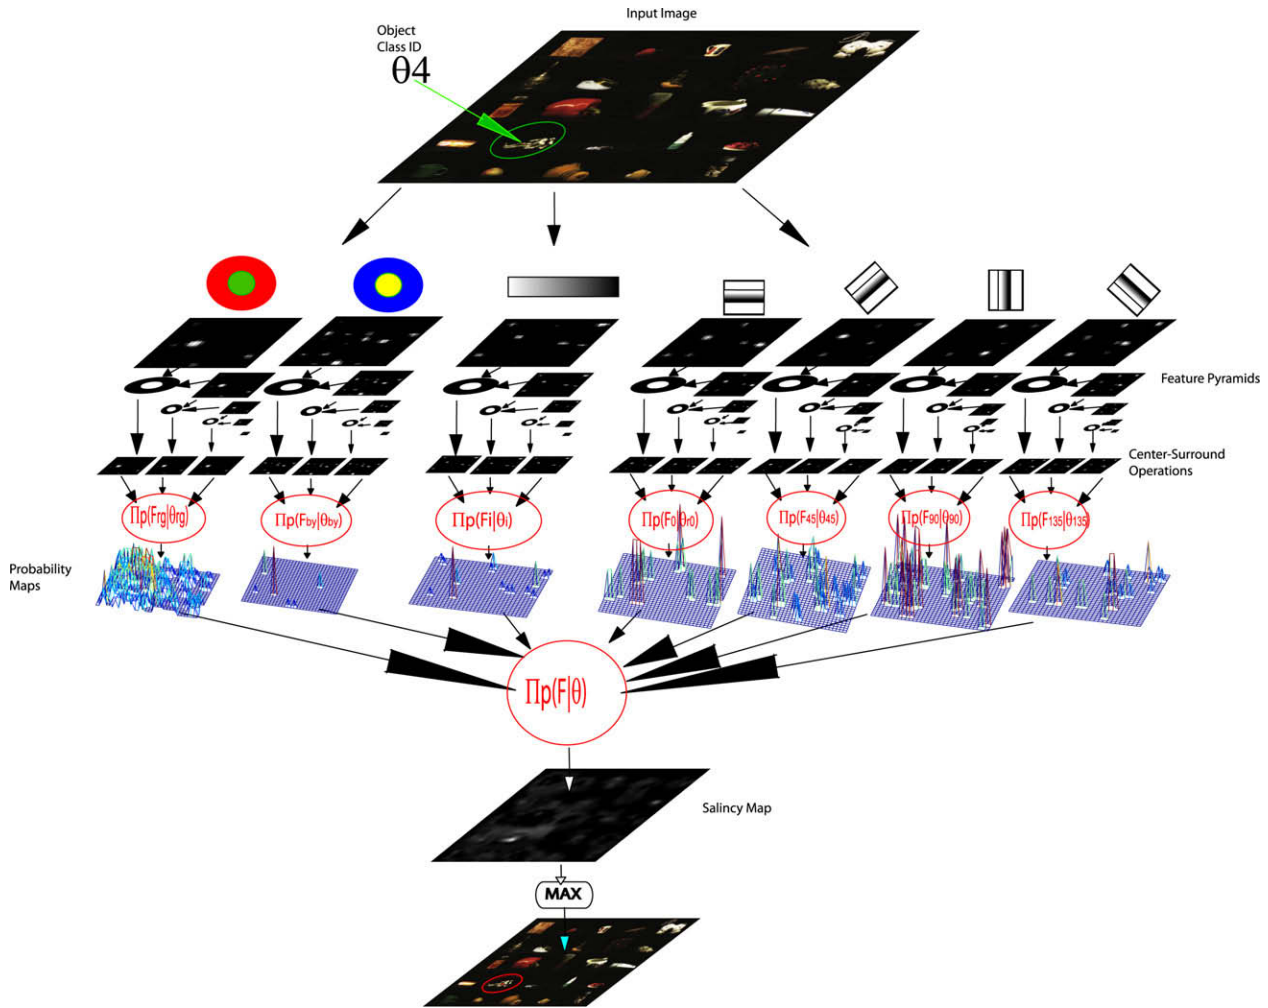 Input Image
Object
Class ID
θ4
Feature Pyramids
Center-Surround
Operations
Πp(Frg|θrg)
Πp(Fby|θby)
Πp(Fi|θi)
Πp(F0|θr0)
Πp(F45|θ45)
Πp(F90|θ90)
Πp(F135|θ135)
Probability
Maps
Πp(F|θ)
Salincy Map
MAX